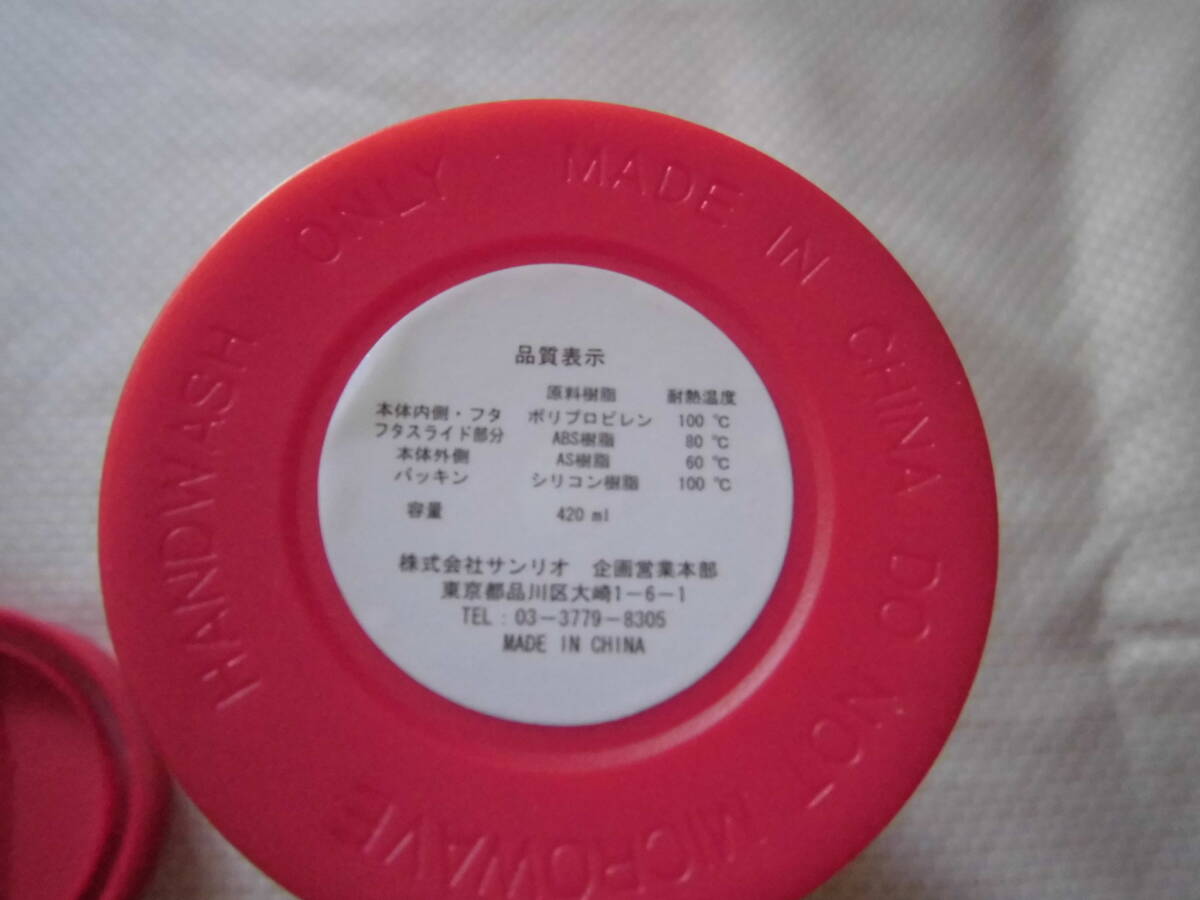 HANDWASH ONLY MADE IN CHINA DO NOT MICROWAVE
品質表示
原料樹脂 耐熱温度
本体内側・フタ ポリプロピレン 100 ℃
フタスライド部分 ABS樹脂 80 ℃
本体外側 AS樹脂 60 ℃
パッキン シリコン樹脂 100 ℃
容量 420 ml
株式会社サンリオ 企画営業本部
東京都品川区大崎1-6-1
TEL:03-3779-8305
MADE IN CHINA